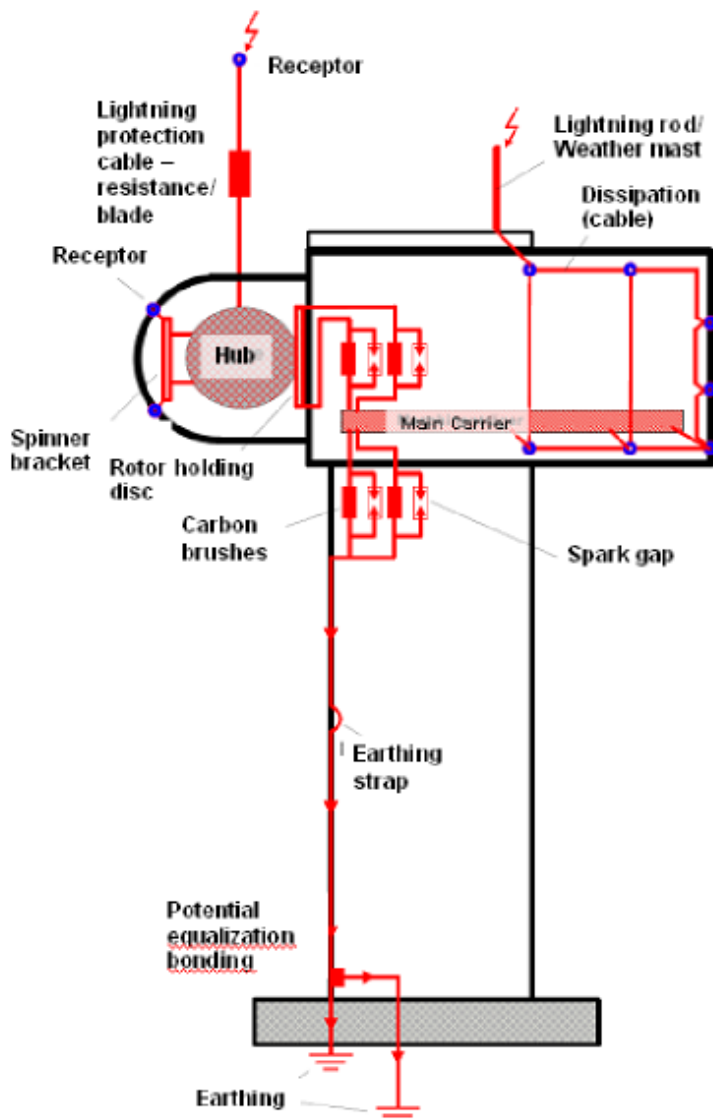 Receptor
Lightning
protection
cable –
resistance/
blade
Lightning rod/
Weather mast
Dissipation
(cable)
Receptor
Hub
Main Carrier
Spinner
bracket
Rotor holding
disc
Carbon
brushes
Spark gap
Earthing
strap
Potential
equalization
bonding
Earthing